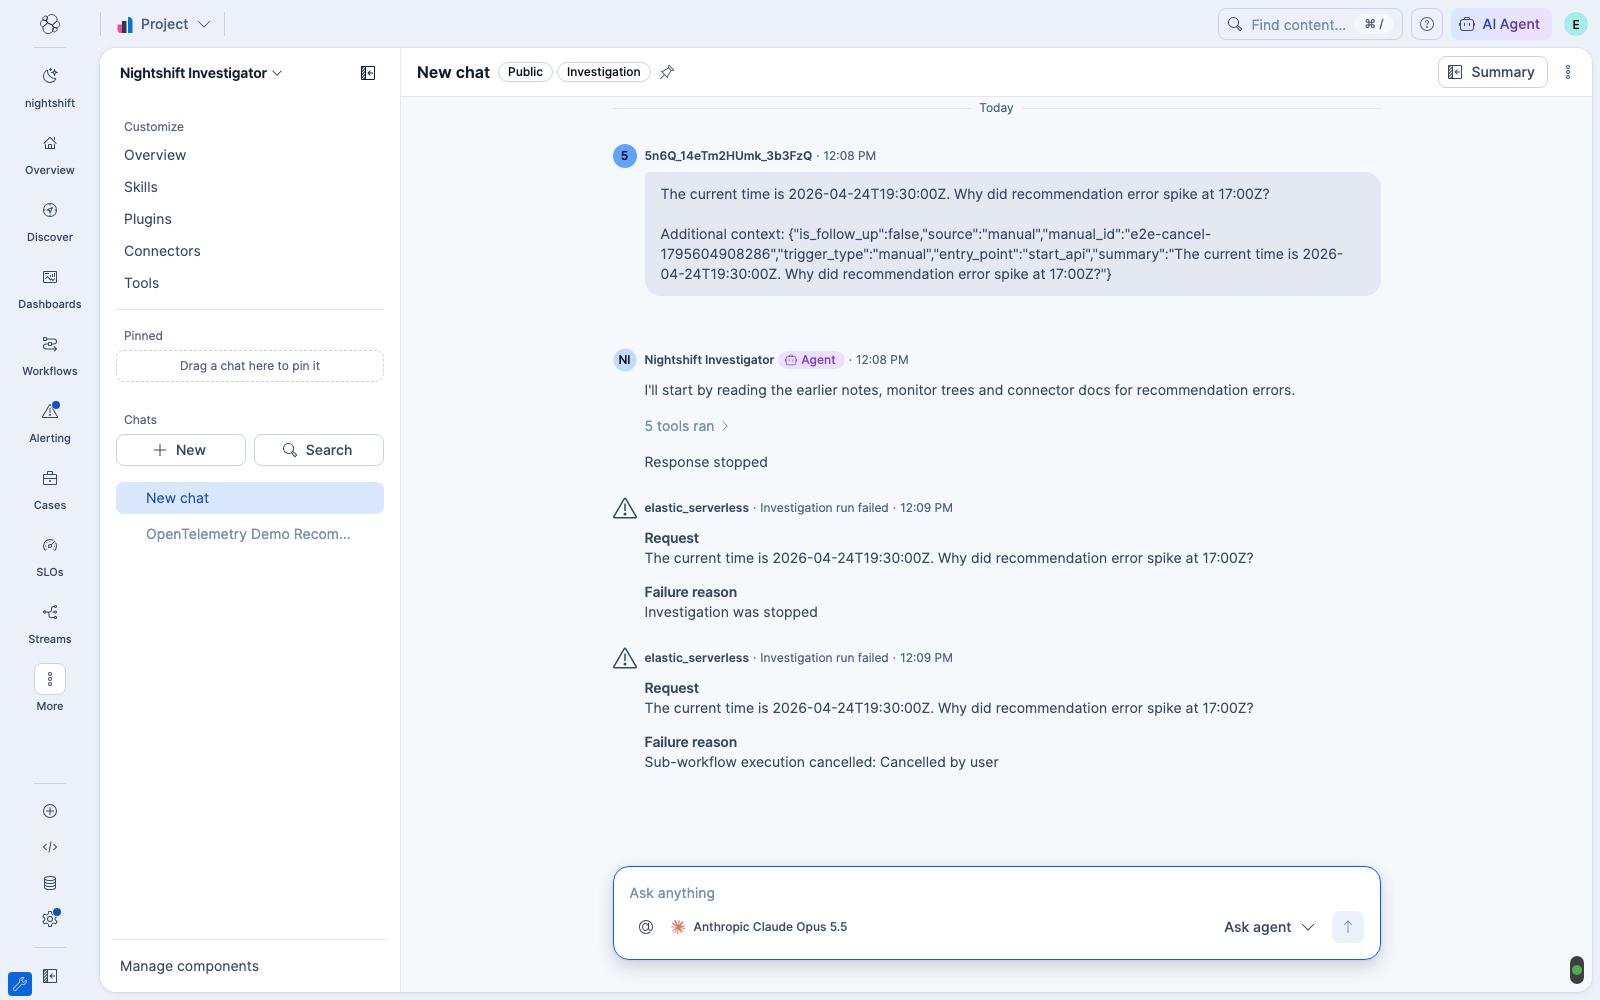 Project
Find content...
⌘ /
AI Agent
E
nightshift
Overview
Discover
Dashboards
Workflows
Alerting
Cases
SLOs
Streams
More
Nightshift Investigator
Customize
Overview
Skills
Plugins
Connectors
Tools
Pinned
Drag a chat here to pin it
Chats
New
Search
New chat
OpenTelemetry Demo Recom...
Manage components
New chat
Public
Investigation
Summary
Today
5
5n6Q_14eTm2HUmk_3b3FzQ · 12:08 PM
The current time is 2026-04-24T19:30:00Z. Why did recommendation error spike at 17:00Z?
Additional context: {"is_follow_up":false,"source":"manual","manual_id":"e2e-cancel-
1795604908286","trigger_type":"manual","entry_point":"start_api","summary":"The current time is 2026-
04-24T19:30:00Z. Why did recommendation error spike at 17:00Z?"}
NI
Nightshift Investigator Agent · 12:08 PM
I'll start by reading the earlier notes, monitor trees and connector docs for recommendation errors.
5 tools ran
Response stopped
elastic_serverless · Investigation run failed · 12:09 PM
Request
The current time is 2026-04-24T19:30:00Z. Why did recommendation error spike at 17:00Z?
Failure reason
Investigation was stopped
elastic_serverless · Investigation run failed · 12:09 PM
Request
The current time is 2026-04-24T19:30:00Z. Why did recommendation error spike at 17:00Z?
Failure reason
Sub-workflow execution cancelled: Cancelled by user
Ask anything
@
Anthropic Claude Opus 5.5
Ask agent